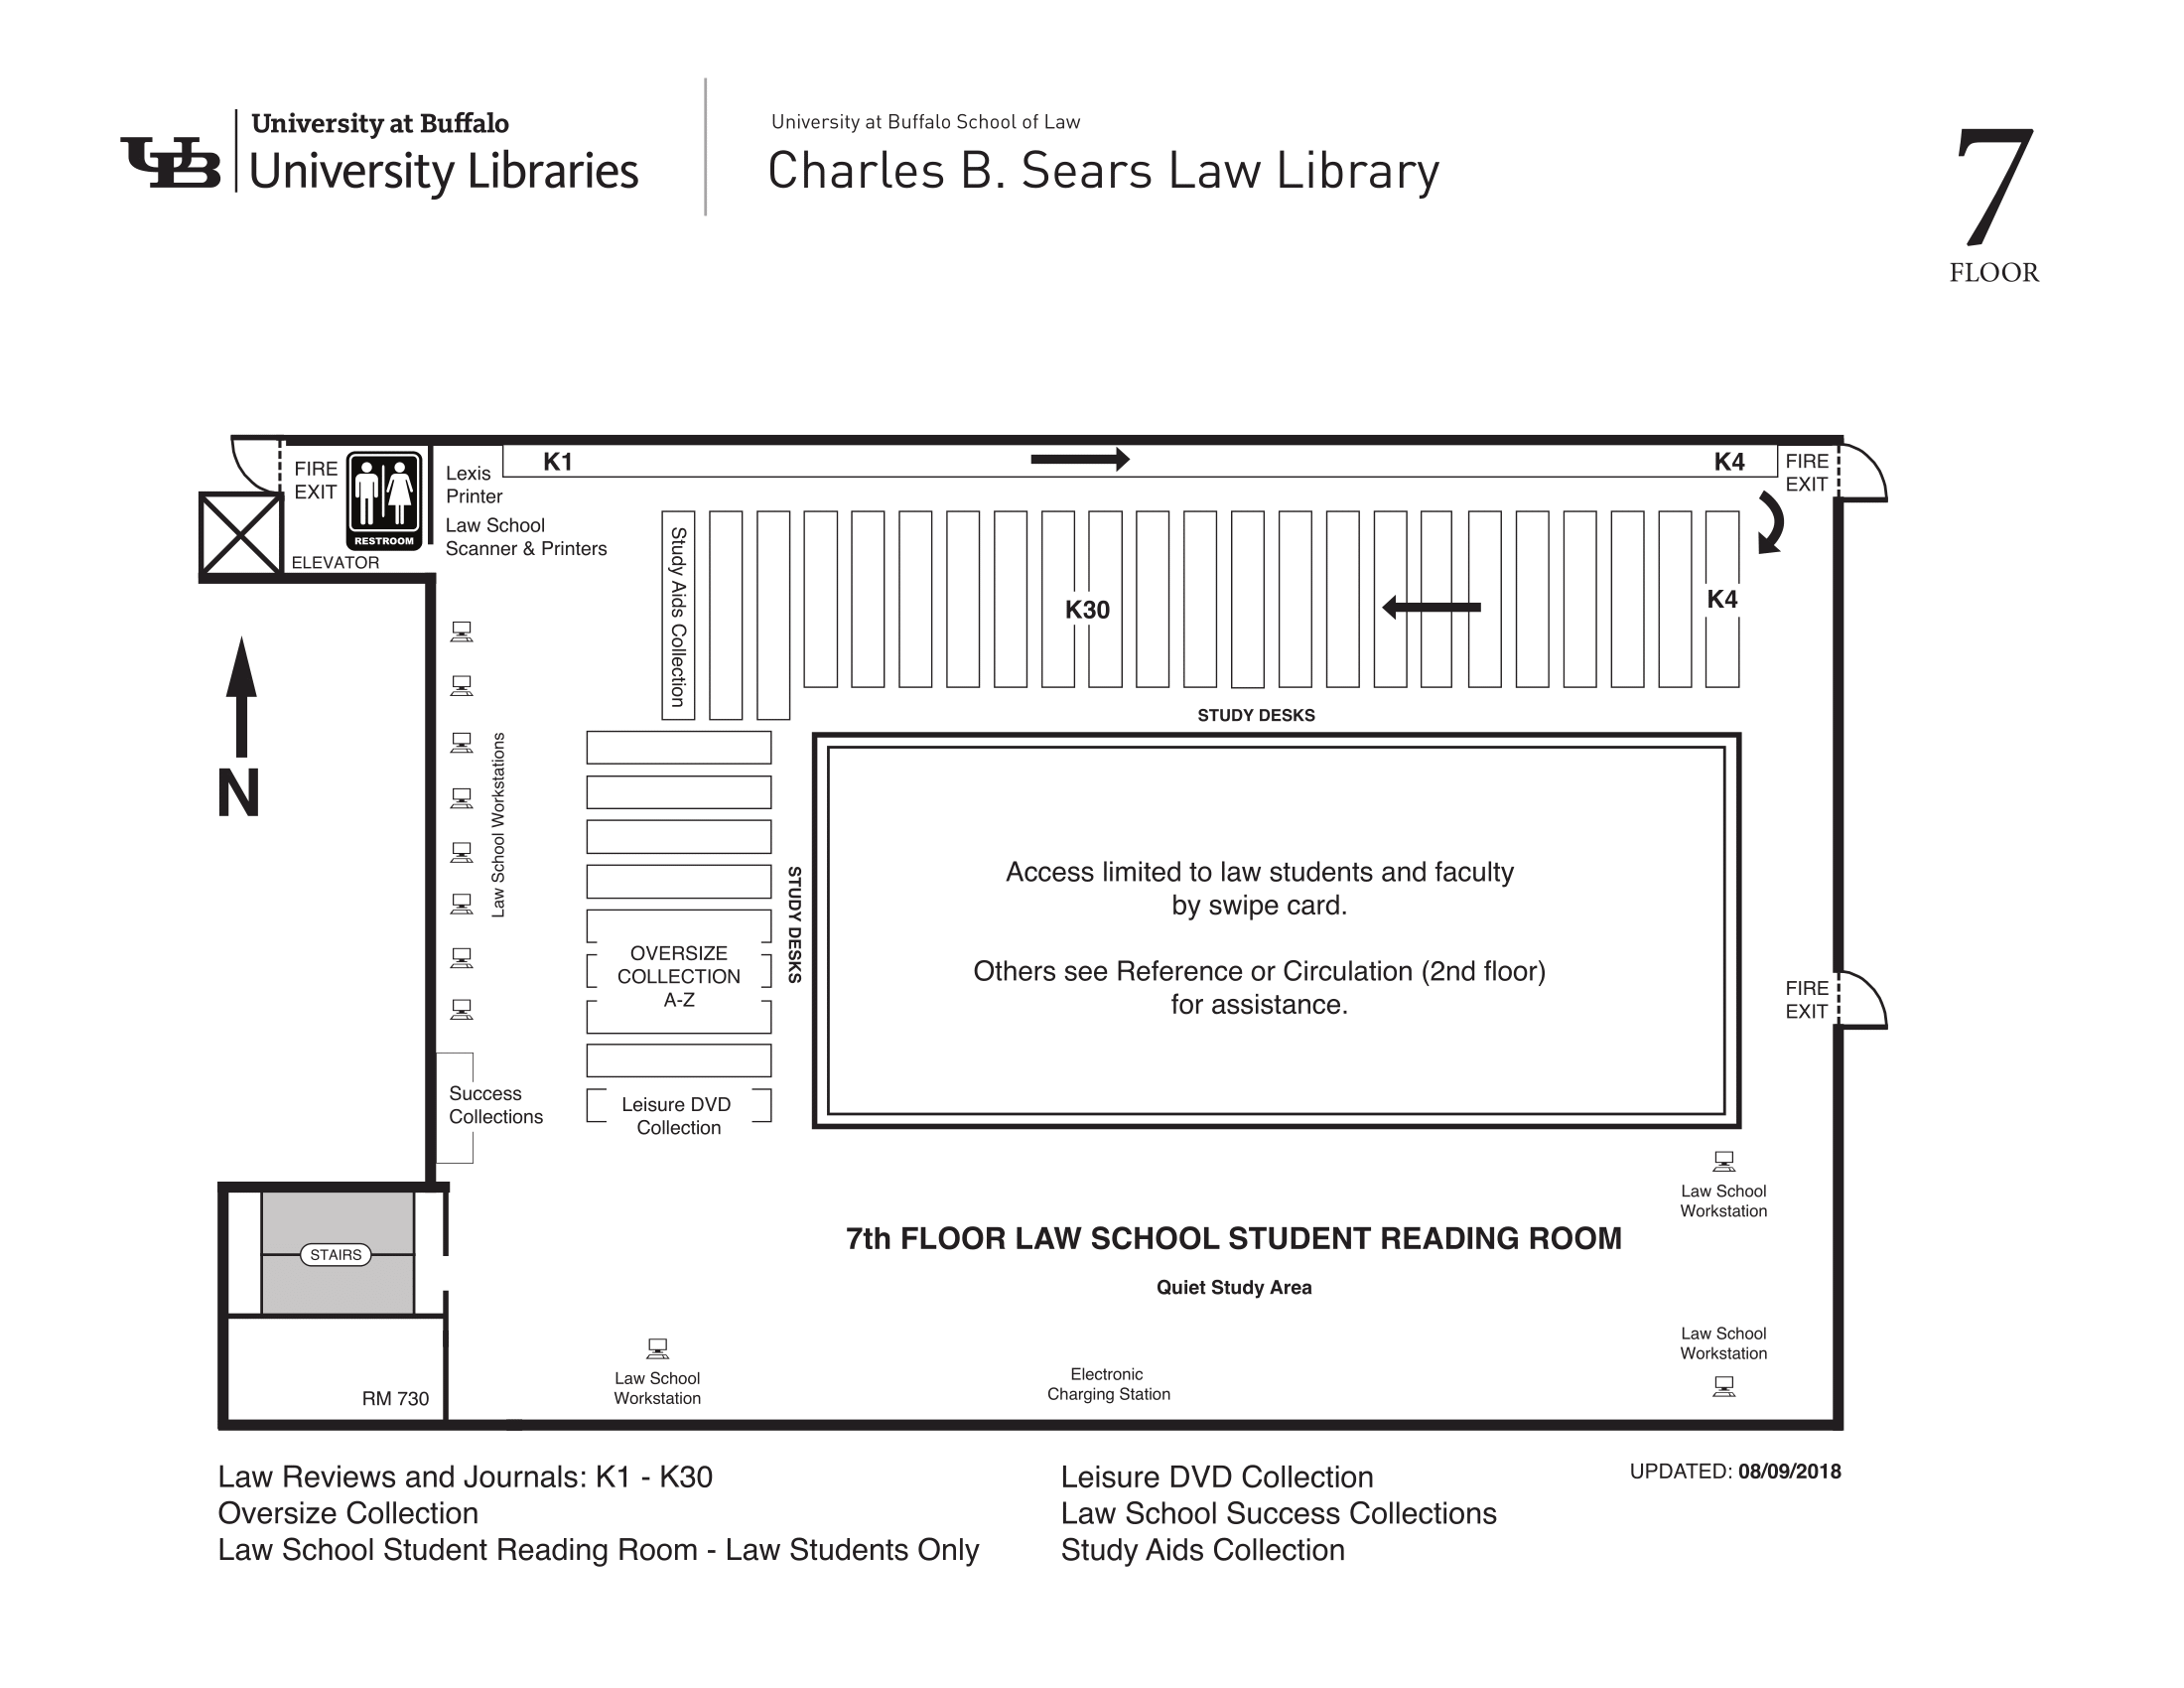 University at Buffalo
University Libraries
UB
University at Buffalo School of Law
Charles B. Sears Law Library
7
FLOOR
FIRE
EXIT
RESTROOM
ELEVATOR
Lexis
Printer
Law School
Scanner & Printers
K1
K4
FIRE
EXIT
Study Aids Collection
K30
K4
STUDY DESKS
N
Law School Workstations
STUDY DESKS
OVERSIZE
COLLECTION
A-Z
Access limited to law students and faculty
by swipe card.
Others see Reference or Circulation (2nd floor)
for assistance.
FIRE
EXIT
Success
Collections
Leisure DVD
Collection
Law School
Workstation
STAIRS
7th FLOOR LAW SCHOOL STUDENT READING ROOM
Quiet Study Area
RM 730
Law School
Workstation
Electronic
Charging Station
Law School
Workstation
Law Reviews and Journals: K1 - K30
Oversize Collection
Law School Student Reading Room - Law Students Only
Leisure DVD Collection
Law School Success Collections
Study Aids Collection
UPDATED: 08/09/2018